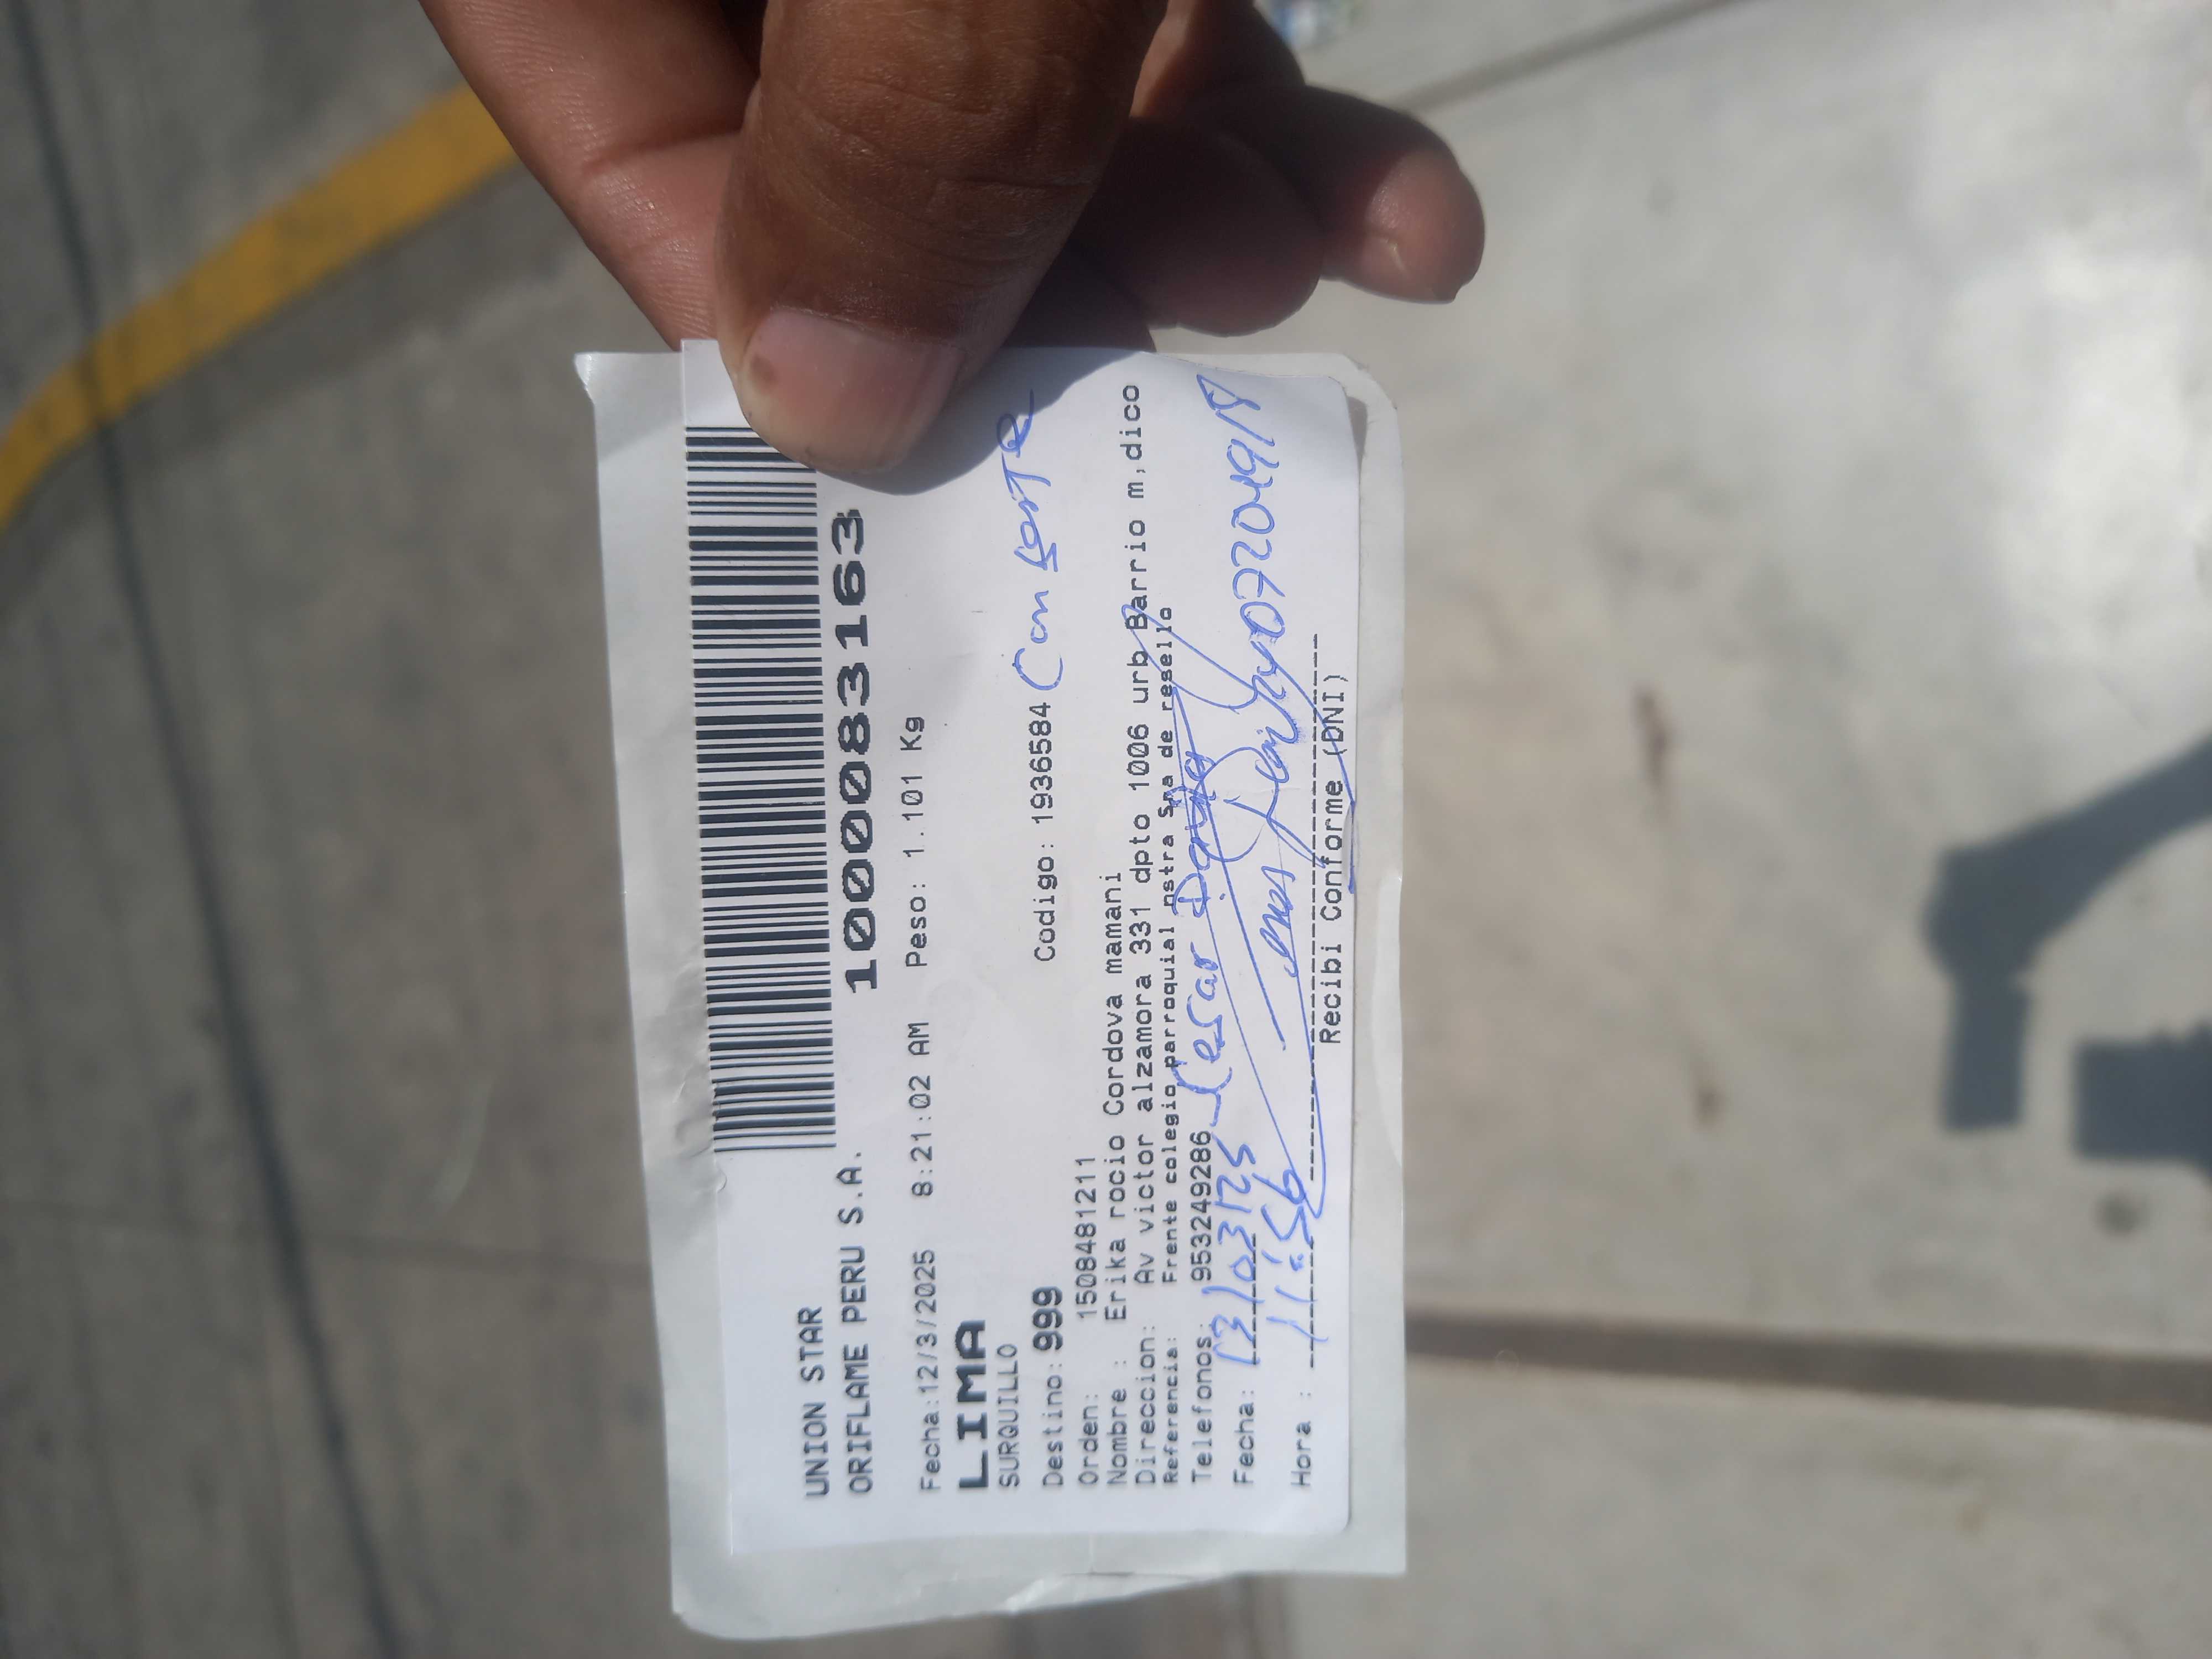 UNION STAR
ORIFLAME PERU S.A. 1000083163
Fecha:12/3/2025 8:21:02 AM Peso: 1.101 Kg
LIMA
SURQUILLO
Destino: 999 Codigo: 1936584
Orden: 1508481211
Nombre : Erika rocio Cordova mamani
Direccion: Av victor alzamora 331 dpto 1006 urb Barrio m,dico
Referencia: Frente colegio parroquial nstra Sra de resello
Telefonos: 953249286 Cesar
Fecha: 13/03/25
Hora : 11:56
Recibi Conforme (DNI)